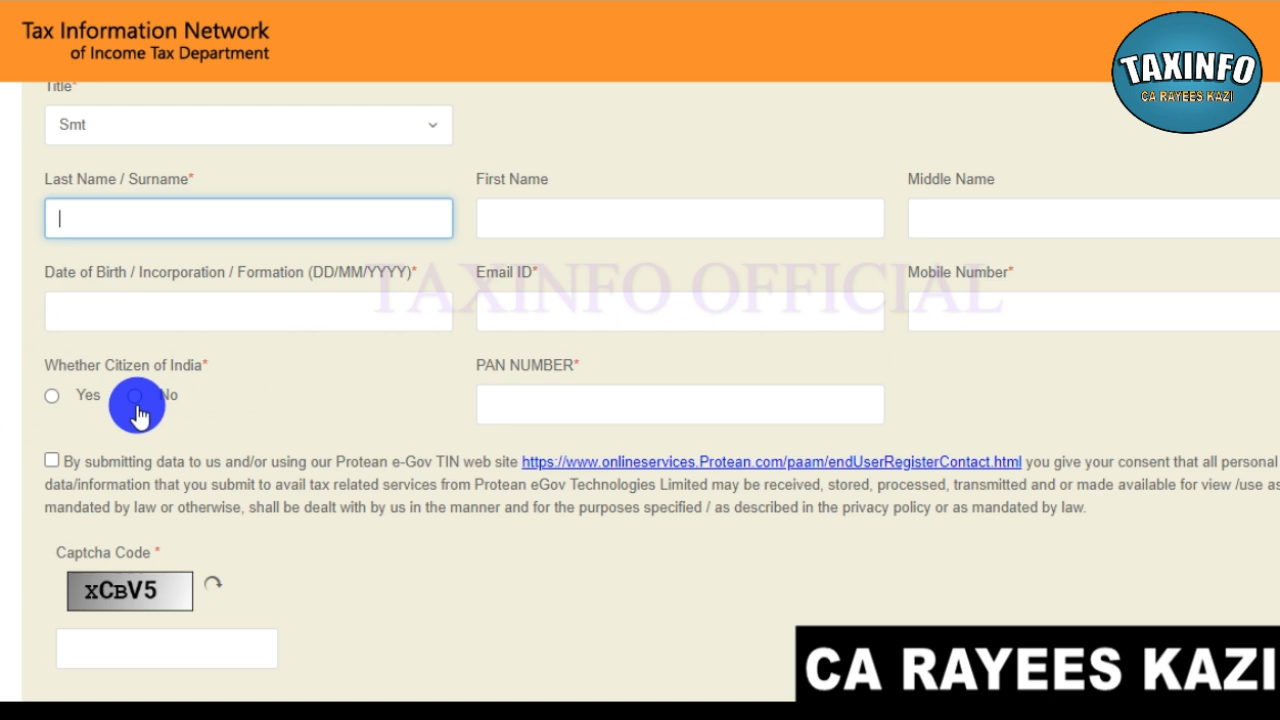 Tax Information Network
of Income Tax Department
TAXINFO
CA RAYEES KAZI
Title*
Smt
Last Name / Surname*
First Name
Middle Name
Date of Birth / Incorporation / Formation (DD/MM/YYYY)*
Email ID*
Mobile Number*
TAXINFO OFFICIAL
Whether Citizen of India*
PAN NUMBER*
Yes
No
By submitting data to us and/or using our Protean e-Gov TIN web site https://www.onlineservices.Protean.com/paam/endUserRegisterContact.html you give your consent that all personal
data/information that you submit to avail tax related services from Protean eGov Technologies Limited may be received, stored, processed, transmitted and or made available for view /use as
mandated by law or otherwise, shall be dealt with by us in the manner and for the purposes specified / as described in the privacy policy or as mandated by law.
Captcha Code *
xCBV5
CA RAYEES KAZI